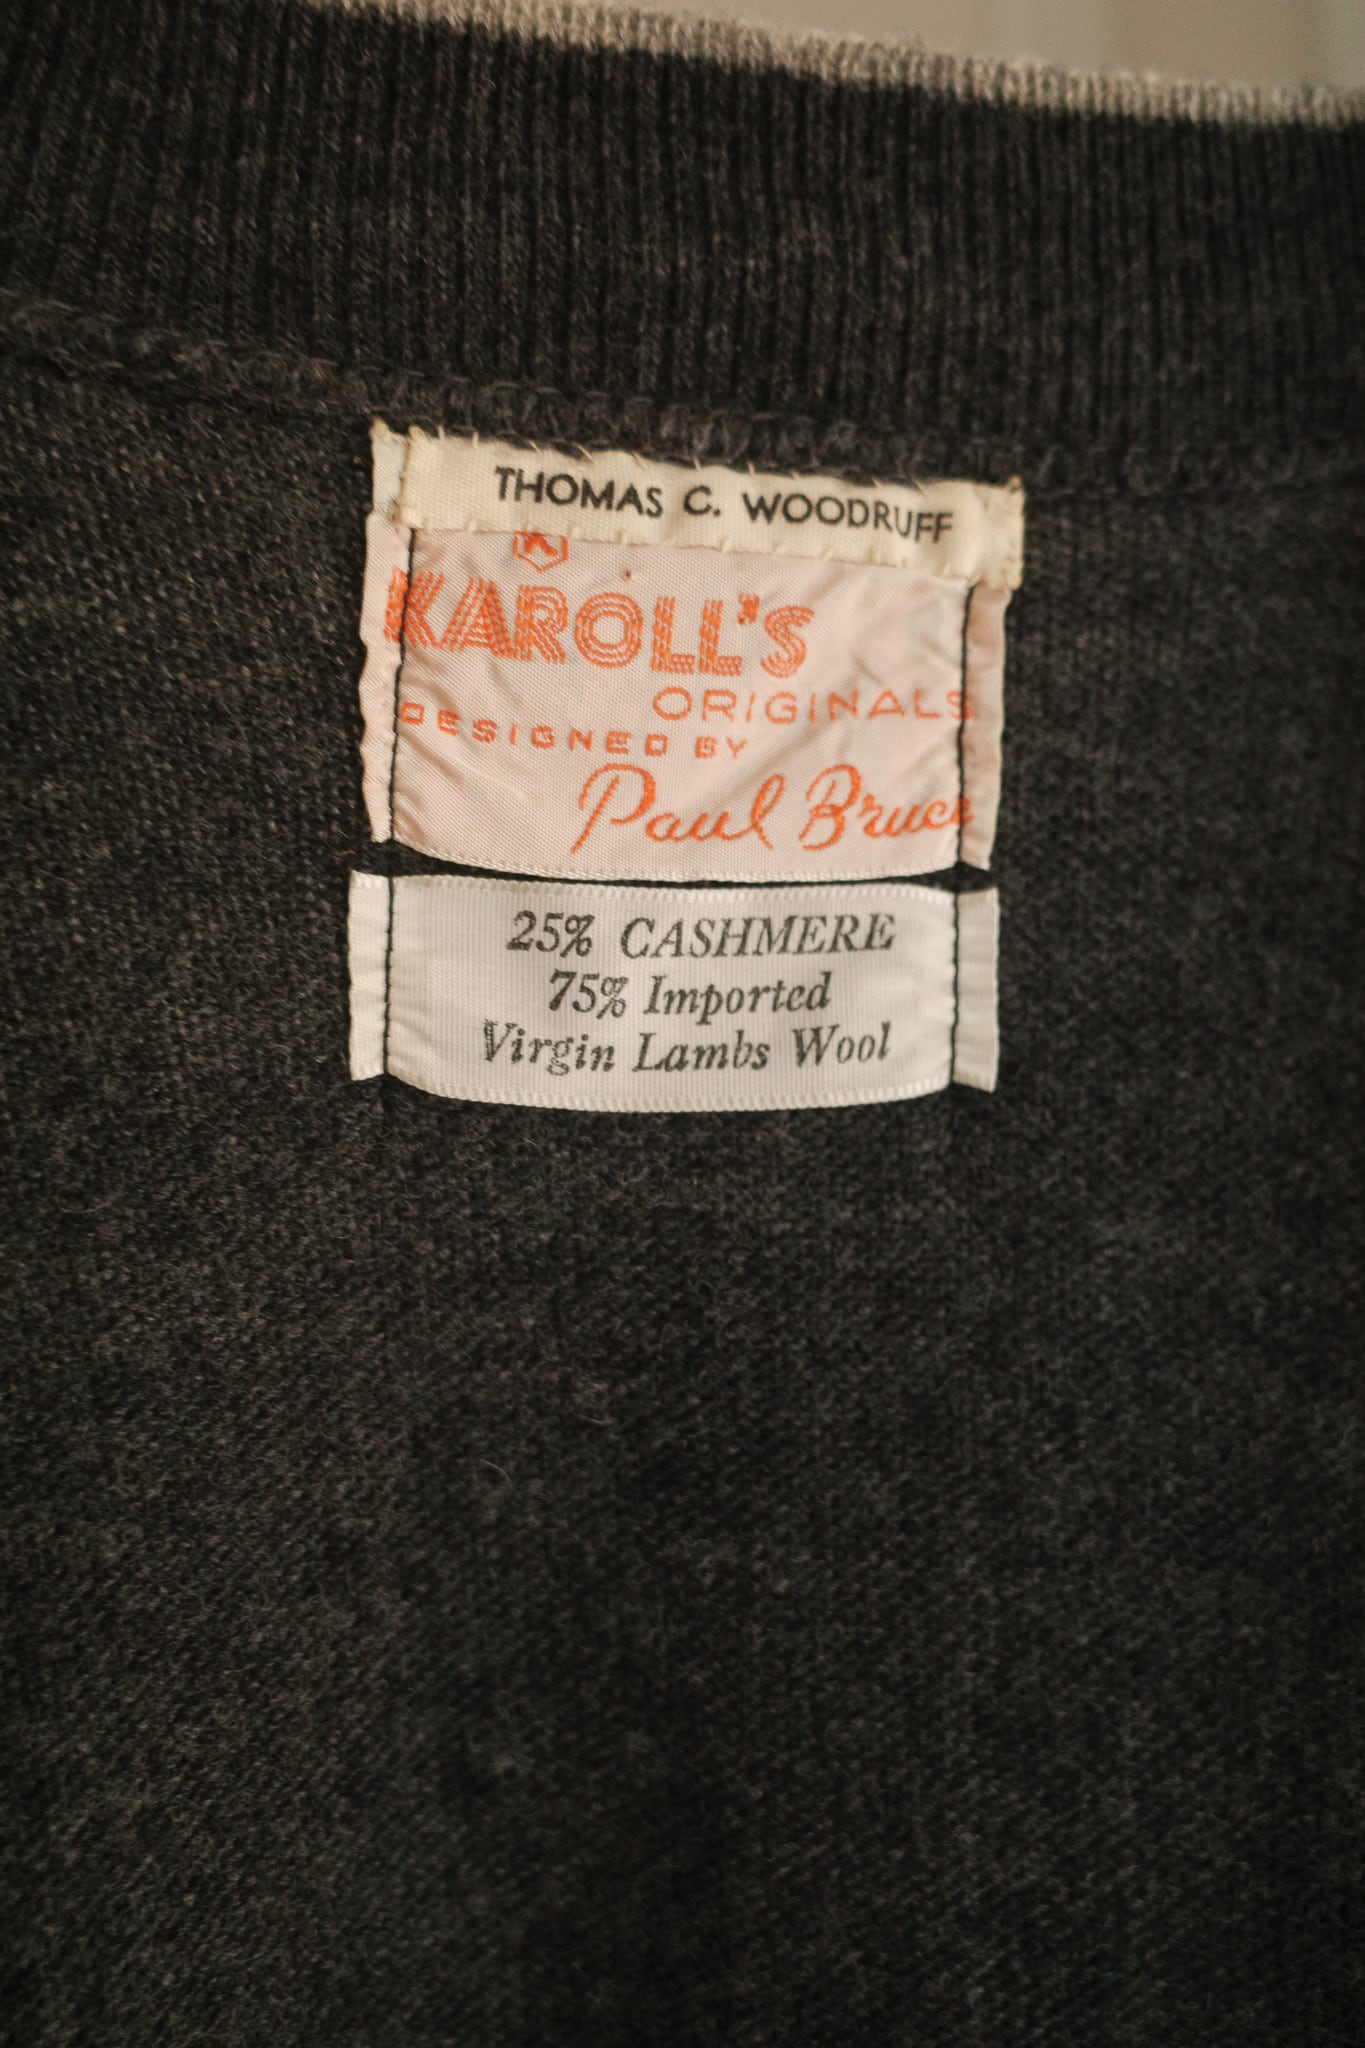 THOMAS C. WOODRUFF
K
KAROLL'S
ORIGINALS
DESIGNED BY
Paul Bruce
25% CASHMERE
75% Imported
Virgin Lambs Wool